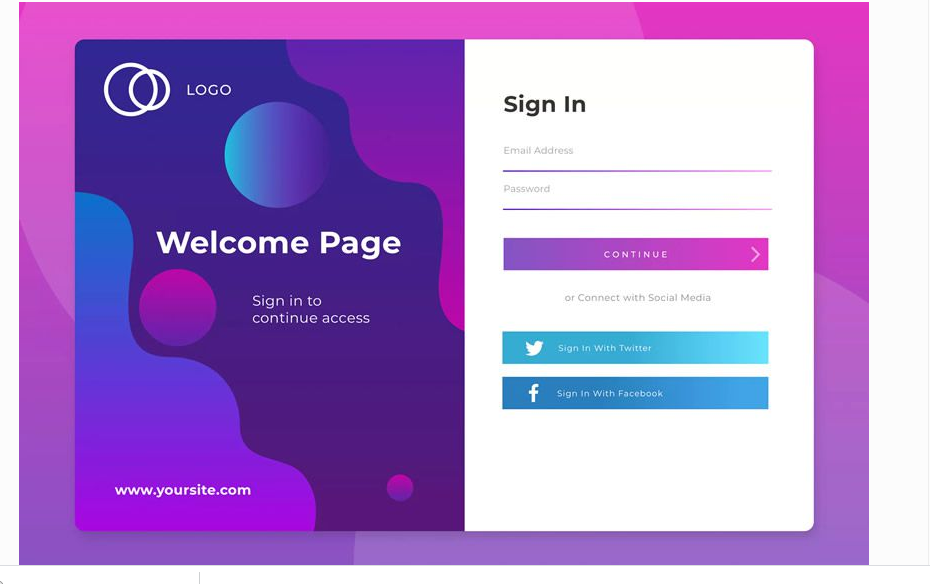 LOGO
Welcome Page
Sign in to
continue access
www.yoursite.com
Sign In
Email Address
Password
CONTINUE
or Connect with Social Media
Sign In With Twitter
Sign In With Facebook